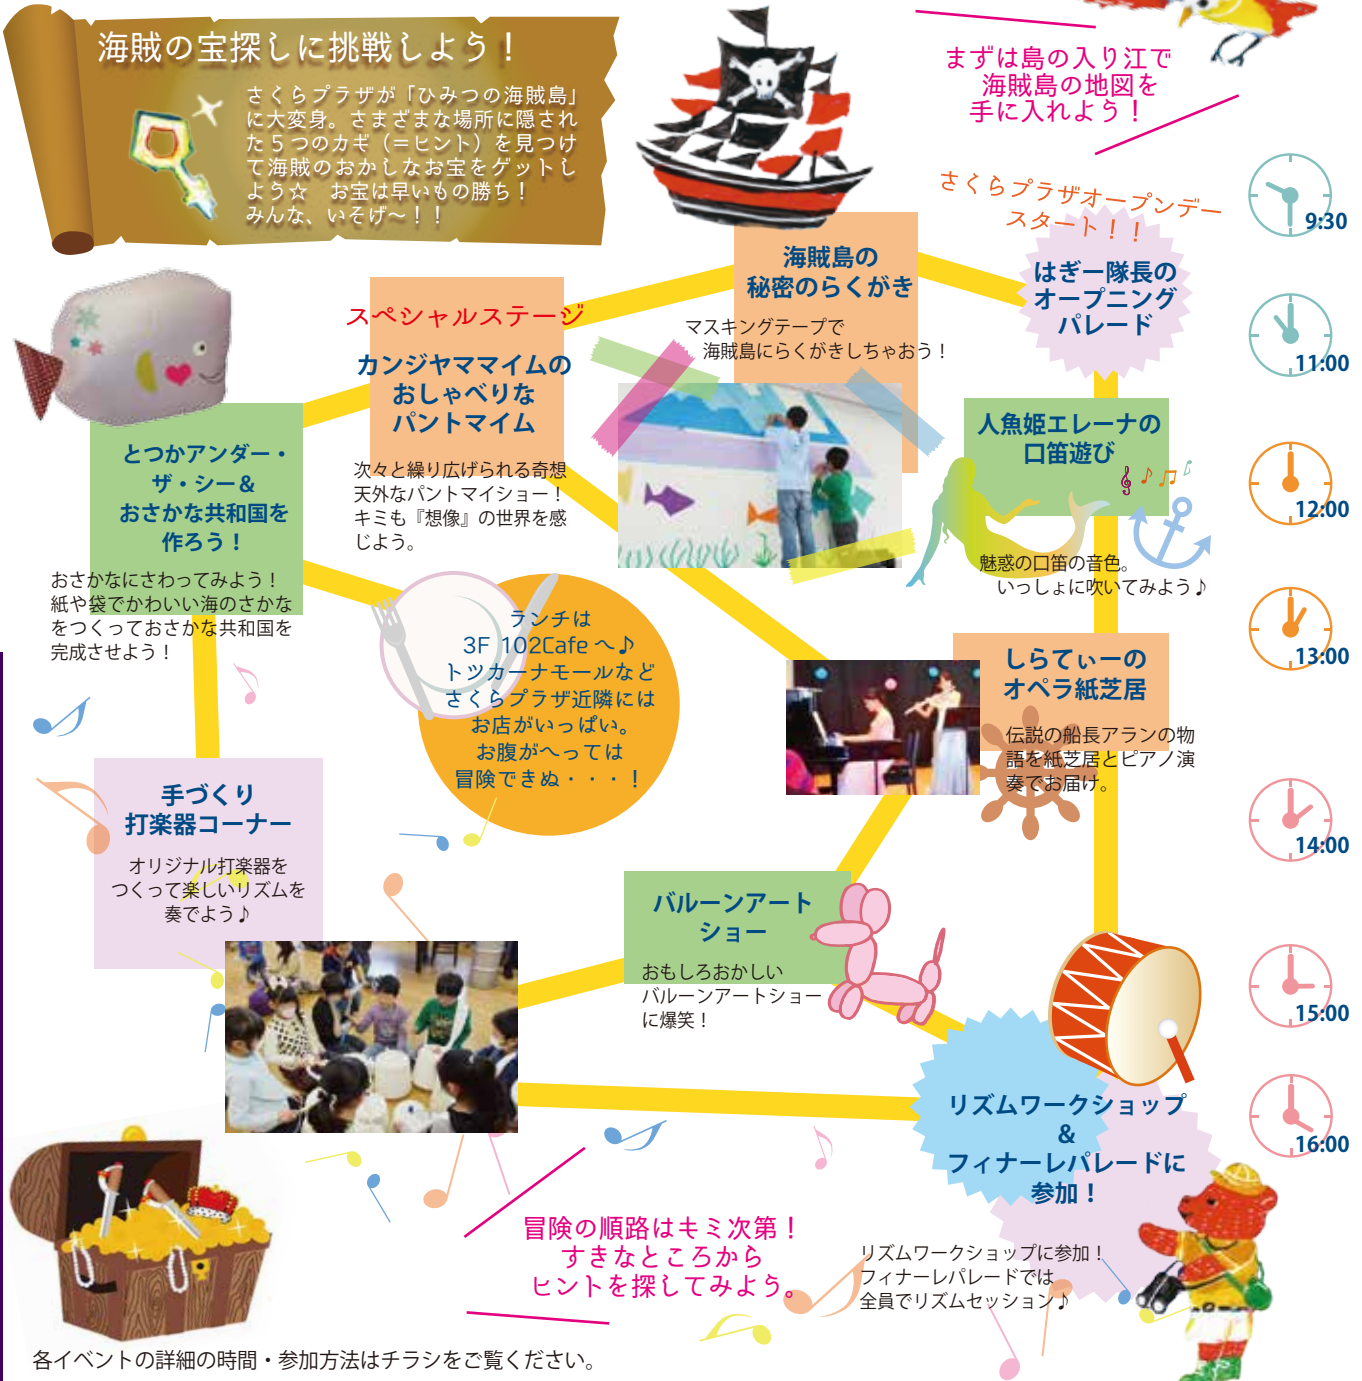 海賊の宝探しに挑戦しよう！
さくらプラザが「ひみつの海賊島」
に大変身。さまざまな場所に隠され
た５つのカギ（＝ヒント）を見つけ
て海賊のおかしなお宝をゲットし
よう☆　お宝は早いもの勝ち！
みんな、いそげ～！！
まずは島の入り江で
海賊島の地図を
手に入れよう！
さくらプラザオープンデー
スタート！！
9:30
はぎー隊長の
オープニング
パレード
海賊島の
秘密のらくがき
マスキングテープで
海賊島にらくがきしちゃおう！
スペシャルステージ
カンジヤママイムの
おしゃべりな
パントマイム
次々と繰り広げられる奇想
天外なパントマイショー！
キミも『想像』の世界を感
じよう。
11:00
人魚姫エレーナの
口笛遊び
魅惑の口笛の音色。
いっしょに吹いてみよう♪
とつかアンダー・
ザ・シー＆
おさかな共和国を
作ろう！
おさかなにさわってみよう！
紙や袋でかわいい海のさかな
をつくっておさかな共和国を
完成させよう！
12:00
ランチは
3F 102Cafe へ♪
トツカーナモールなど
さくらプラザ近隣には
お店がいっぱい。
お腹がへっては
冒険できぬ・・・！
13:00
しらてぃーの
オペラ紙芝居
伝説の船長アランの物
語を紙芝居とピアノ演
奏でお届け。
手づくり
打楽器コーナー
オリジナル打楽器を
つくって楽しいリズムを
奏でよう♪
14:00
バルーンアート
ショー
おもしろおかしい
バルーンアートショー
に爆笑！
15:00
リズムワークショップ
&
フィナーレパレードに
参加！
16:00
リズムワークショップに参加！
フィナーレパレードでは
全員でリズムセッション♪
冒険の順路はキミ次第！
すきなところから
ヒントを探してみよう。
各イベントの詳細の時間・参加方法はチラシをご覧ください。